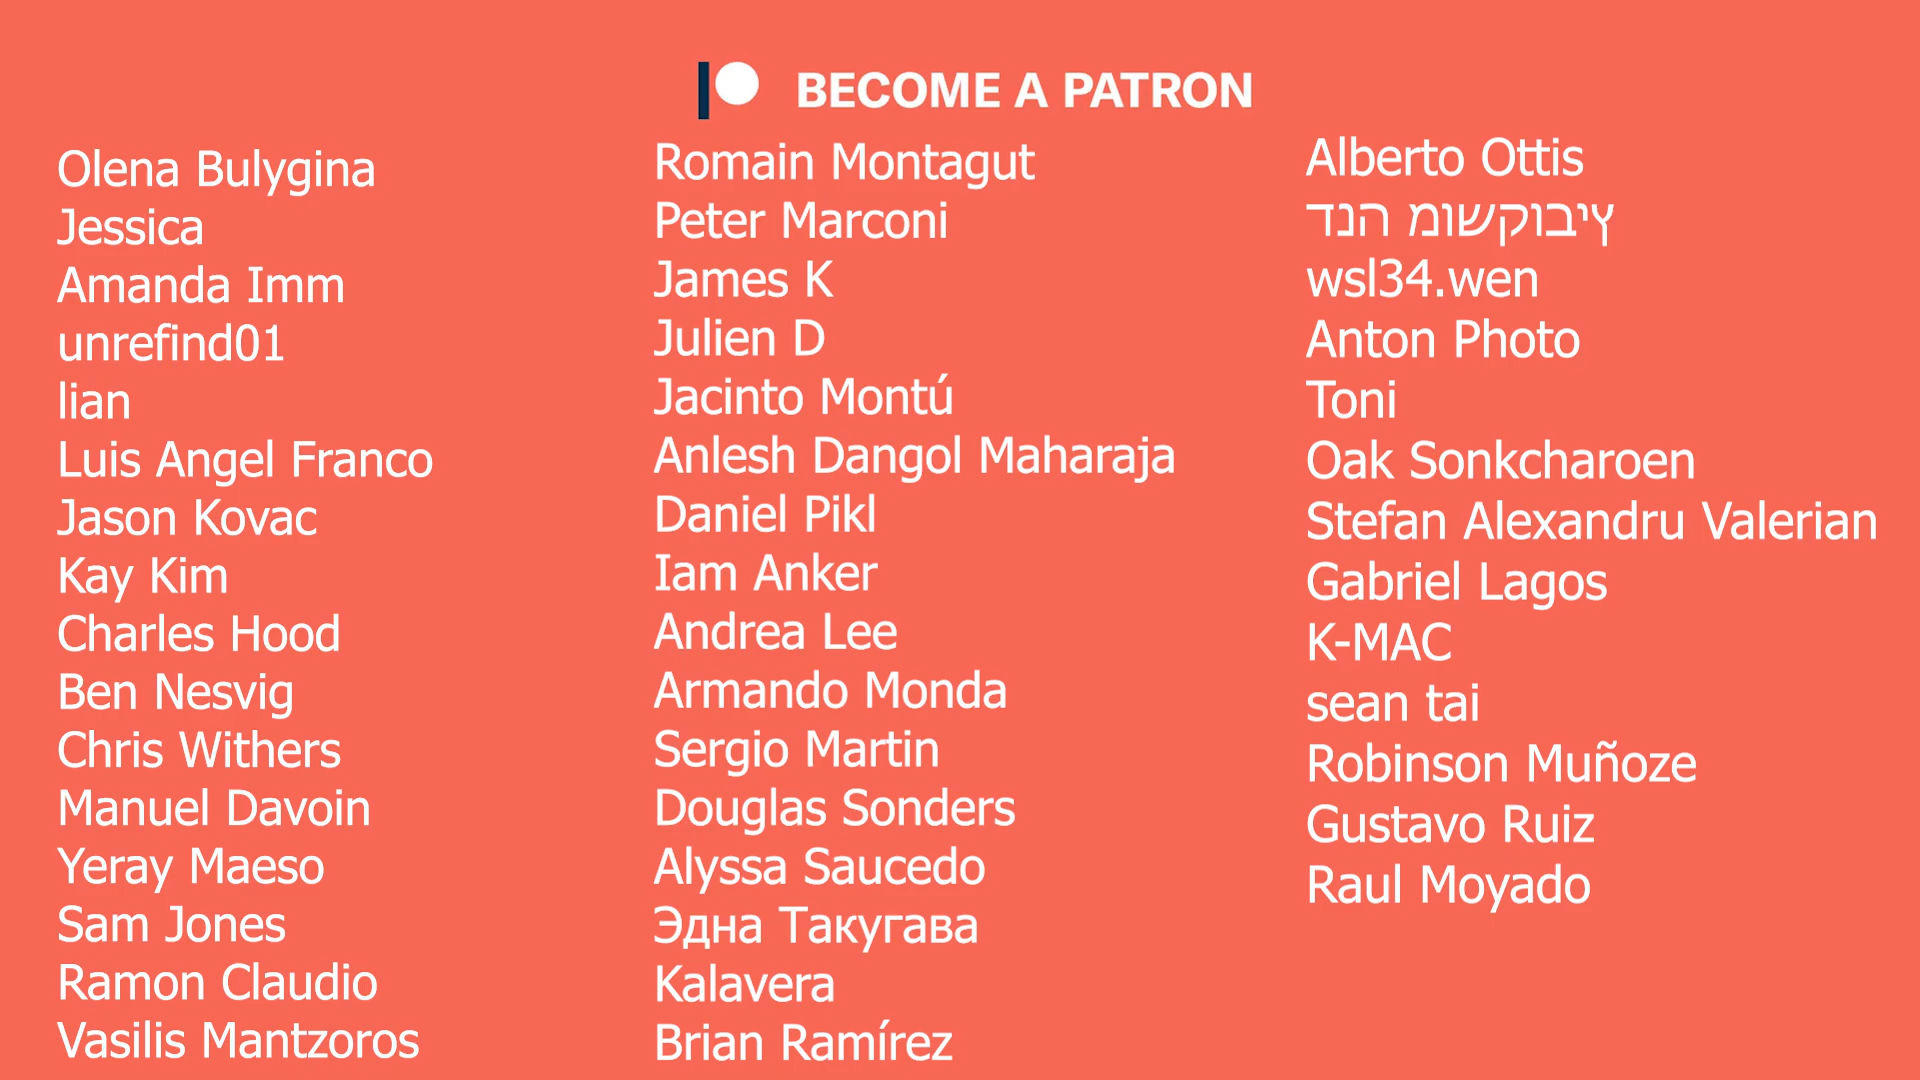 BECOME A PATRON
Olena Bulygina
Jessica
Amanda Imm
unrefind01
lian
Luis Angel Franco
Jason Kovac
Kay Kim
Charles Hood
Ben Nesvig
Chris Withers
Manuel Davoin
Yeray Maeso
Sam Jones
Ramon Claudio
Vasilis Mantzoros
Romain Montagut
Peter Marconi
James K
Julien D
Jacinto Montú
Anlesh Dangol Maharaja
Daniel Pikl
Iam Anker
Andrea Lee
Armando Monda
Sergio Martin
Douglas Sonders
Alyssa Saucedo
Эдна Такугава
Kalavera
Brian Ramírez
Alberto Ottis
דנה מושקוביץ
wsl34.wen
Anton Photo
Toni
Oak Sonkcharoen
Stefan Alexandru Valerian
Gabriel Lagos
K-MAC
sean tai
Robinson Muñoze
Gustavo Ruiz
Raul Moyado